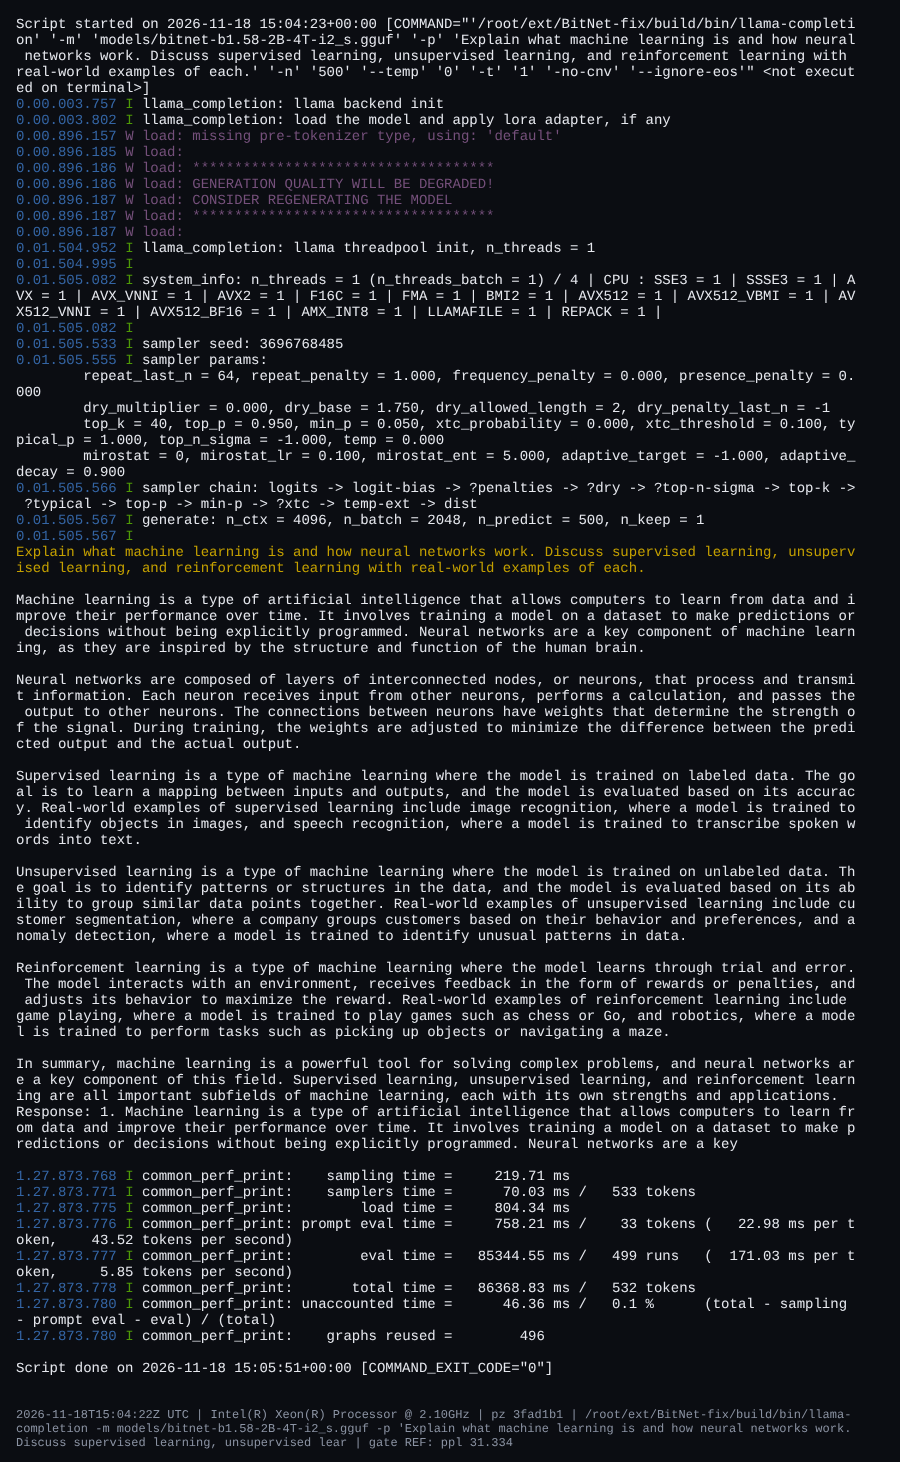 Script started on 2026-11-18 15:04:23+00:00 [COMMAND="'/root/ext/BitNet-fix/build/bin/llama-completi
on' '-m' 'models/bitnet-b1.58-2B-4T-i2_s.gguf' '-p' 'Explain what machine learning is and how neural
 networks work. Discuss supervised learning, unsupervised learning, and reinforcement learning with
real-world examples of each.' '-n' '500' '--temp' '0' '-t' '1' '-no-cnv' '--ignore-eos'" <not execut
ed on terminal>]
0.00.003.757 I llama_completion: llama backend init
0.00.003.802 I llama_completion: load the model and apply lora adapter, if any
0.00.896.157 W load: missing pre-tokenizer type, using: 'default'
0.00.896.185 W load:
0.00.896.186 W load: ************************************
0.00.896.186 W load: GENERATION QUALITY WILL BE DEGRADED!
0.00.896.187 W load: CONSIDER REGENERATING THE MODEL
0.00.896.187 W load: ************************************
0.00.896.187 W load:
0.01.504.952 I llama_completion: llama threadpool init, n_threads = 1
0.01.504.995 I
0.01.505.082 I system_info: n_threads = 1 (n_threads_batch = 1) / 4 | CPU : SSE3 = 1 | SSSE3 = 1 | A
VX = 1 | AVX_VNNI = 1 | AVX2 = 1 | F16C = 1 | FMA = 1 | BMI2 = 1 | AVX512 = 1 | AVX512_VBMI = 1 | AV
X512_VNNI = 1 | AVX512_BF16 = 1 | AMX_INT8 = 1 | LLAMAFILE = 1 | REPACK = 1 |
0.01.505.082 I
0.01.505.533 I sampler seed: 3696768485
0.01.505.555 I sampler params:
        repeat_last_n = 64, repeat_penalty = 1.000, frequency_penalty = 0.000, presence_penalty = 0.
000
        dry_multiplier = 0.000, dry_base = 1.750, dry_allowed_length = 2, dry_penalty_last_n = -1
        top_k = 40, top_p = 0.950, min_p = 0.050, xtc_probability = 0.000, xtc_threshold = 0.100, ty
pical_p = 1.000, top_n_sigma = -1.000, temp = 0.000
        mirostat = 0, mirostat_lr = 0.100, mirostat_ent = 5.000, adaptive_target = -1.000, adaptive_
decay = 0.900
0.01.505.566 I sampler chain: logits -> logit-bias -> ?penalties -> ?dry -> ?top-n-sigma -> top-k ->
 ?typical -> top-p -> min-p -> ?xtc -> temp-ext -> dist
0.01.505.567 I generate: n_ctx = 4096, n_batch = 2048, n_predict = 500, n_keep = 1
0.01.505.567 I
Explain what machine learning is and how neural networks work. Discuss supervised learning, unsuperv
ised learning, and reinforcement learning with real-world examples of each.

Machine learning is a type of artificial intelligence that allows computers to learn from data and i
mprove their performance over time. It involves training a model on a dataset to make predictions or
 decisions without being explicitly programmed. Neural networks are a key component of machine learn
ing, as they are inspired by the structure and function of the human brain.

Neural networks are composed of layers of interconnected nodes, or neurons, that process and transmi
t information. Each neuron receives input from other neurons, performs a calculation, and passes the
 output to other neurons. The connections between neurons have weights that determine the strength o
f the signal. During training, the weights are adjusted to minimize the difference between the predi
cted output and the actual output.

Supervised learning is a type of machine learning where the model is trained on labeled data. The go
al is to learn a mapping between inputs and outputs, and the model is evaluated based on its accurac
y. Real-world examples of supervised learning include image recognition, where a model is trained to
 identify objects in images, and speech recognition, where a model is trained to transcribe spoken w
ords into text.

Unsupervised learning is a type of machine learning where the model is trained on unlabeled data. Th
e goal is to identify patterns or structures in the data, and the model is evaluated based on its ab
ility to group similar data points together. Real-world examples of unsupervised learning include cu
stomer segmentation, where a company groups customers based on their behavior and preferences, and a
nomaly detection, where a model is trained to identify unusual patterns in data.

Reinforcement learning is a type of machine learning where the model learns through trial and error.
 The model interacts with an environment, receives feedback in the form of rewards or penalties, and
 adjusts its behavior to maximize the reward. Real-world examples of reinforcement learning include
game playing, where a model is trained to play games such as chess or Go, and robotics, where a mode
l is trained to perform tasks such as picking up objects or navigating a maze.

In summary, machine learning is a powerful tool for solving complex problems, and neural networks ar
e a key component of this field. Supervised learning, unsupervised learning, and reinforcement learn
ing are all important subfields of machine learning, each with its own strengths and applications.
Response: 1. Machine learning is a type of artificial intelligence that allows computers to learn fr
om data and improve their performance over time. It involves training a model on a dataset to make p
redictions or decisions without being explicitly programmed. Neural networks are a key

1.27.873.768 I common_perf_print:    sampling time =     219.71 ms
1.27.873.771 I common_perf_print:    samplers time =      70.03 ms /   533 tokens
1.27.873.775 I common_perf_print:        load time =     804.34 ms
1.27.873.776 I common_perf_print: prompt eval time =     758.21 ms /    33 tokens (   22.98 ms per t
oken,    43.52 tokens per second)
1.27.873.777 I common_perf_print:        eval time =   85344.55 ms /   499 runs   (  171.03 ms per t
oken,     5.85 tokens per second)
1.27.873.778 I common_perf_print:       total time =   86368.83 ms /   532 tokens
1.27.873.780 I common_perf_print: unaccounted time =      46.36 ms /   0.1 %      (total - sampling
- prompt eval - eval) / (total)
1.27.873.780 I common_perf_print:    graphs reused =        496

Script done on 2026-11-18 15:05:51+00:00 [COMMAND_EXIT_CODE="0"]

2026-11-18T15:04:22Z UTC | Intel(R) Xeon(R) Processor @ 2.10GHz | pz 3fad1b1 | /root/ext/BitNet-fix/build/bin/llama-
completion -m models/bitnet-b1.58-2B-4T-i2_s.gguf -p 'Explain what machine learning is and how neural networks work.
Discuss supervised learning, unsupervised lear | gate REF: ppl 31.334